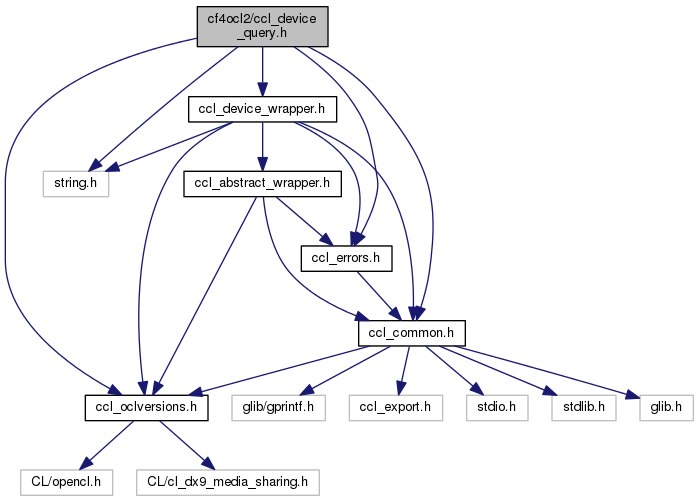 cf4ocl2/ccl_device
_query.h
ccl_device_wrapper.h
string.h
ccl_abstract_wrapper.h
ccl_errors.h
ccl_common.h
ccl_oclversions.h
glib/gprintf.h
ccl_export.h
stdio.h
stdlib.h
glib.h
CL/opencl.h
CL/cl_dx9_media_sharing.h